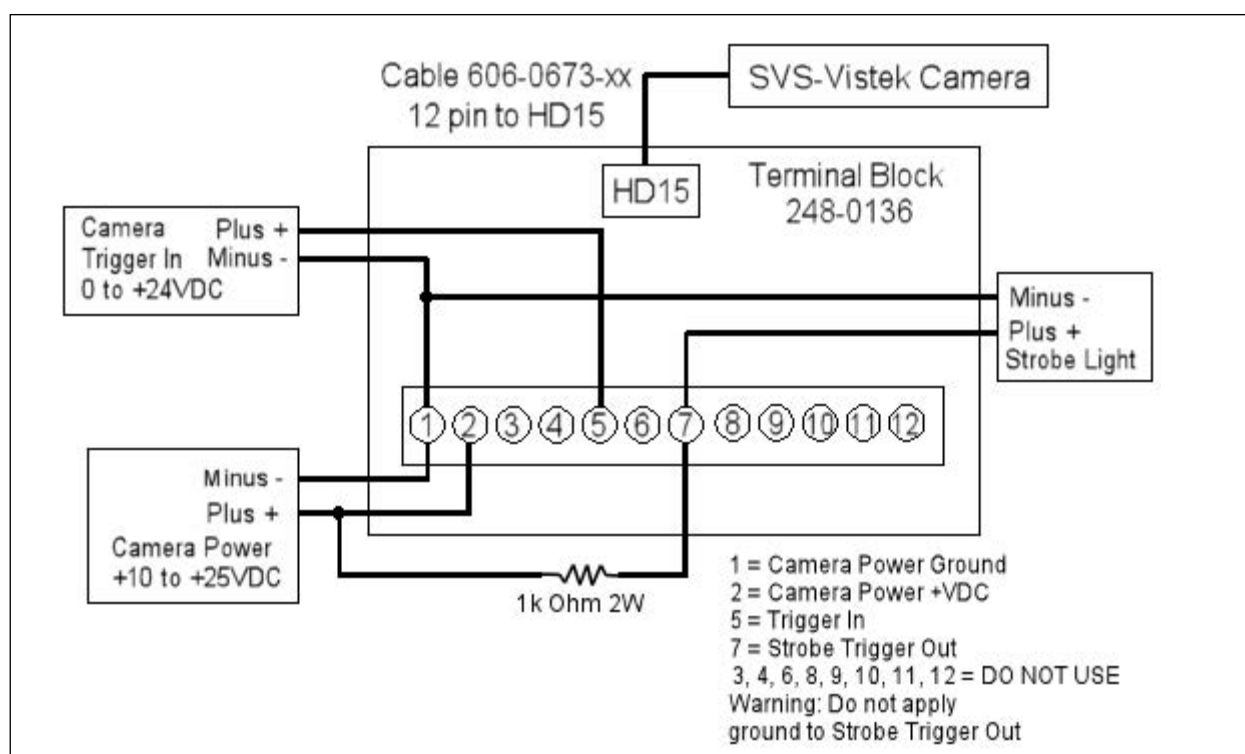 Cable 606-0673-xx
12 pin to HD15
SVS-Vistek Camera
HD15
Terminal Block
248-0136
Camera Plus +
Trigger In Minus -
0 to +24VDC
Minus -
Plus +
Strobe Light
1 2 3 4 5 6 7 8 9 10 11 12
Minus -
Plus +
Camera Power
+10 to +25VDC
1k Ohm 2W
1 = Camera Power Ground
2 = Camera Power +VDC
5 = Trigger In
7 = Strobe Trigger Out
3, 4, 6, 8, 9, 10, 11, 12 = DO NOT USE
Warning: Do not apply
ground to Strobe Trigger Out